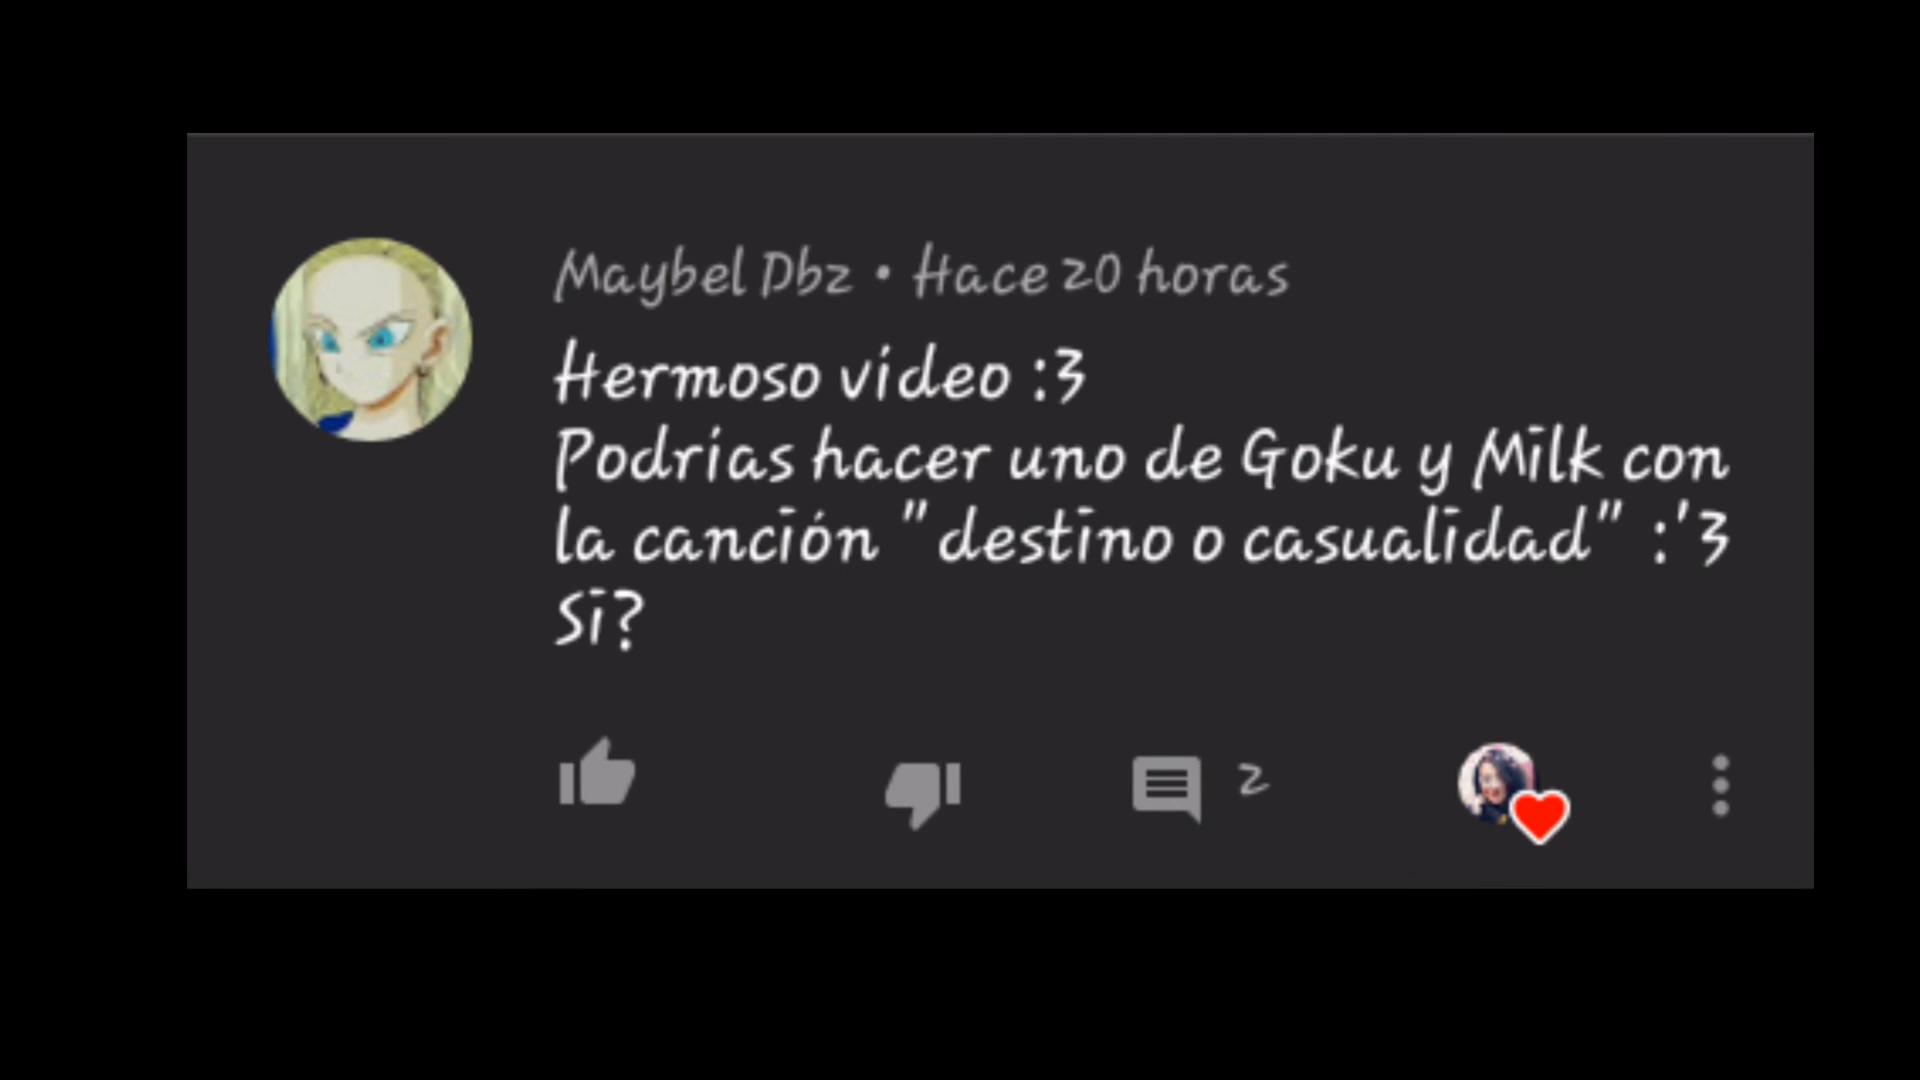 Maybel Dbz • Hace 20 horas
Hermoso video :3
Podrias hacer uno de Goku y Milk con
la canción "destino o casualidad" :'3
Si?
2